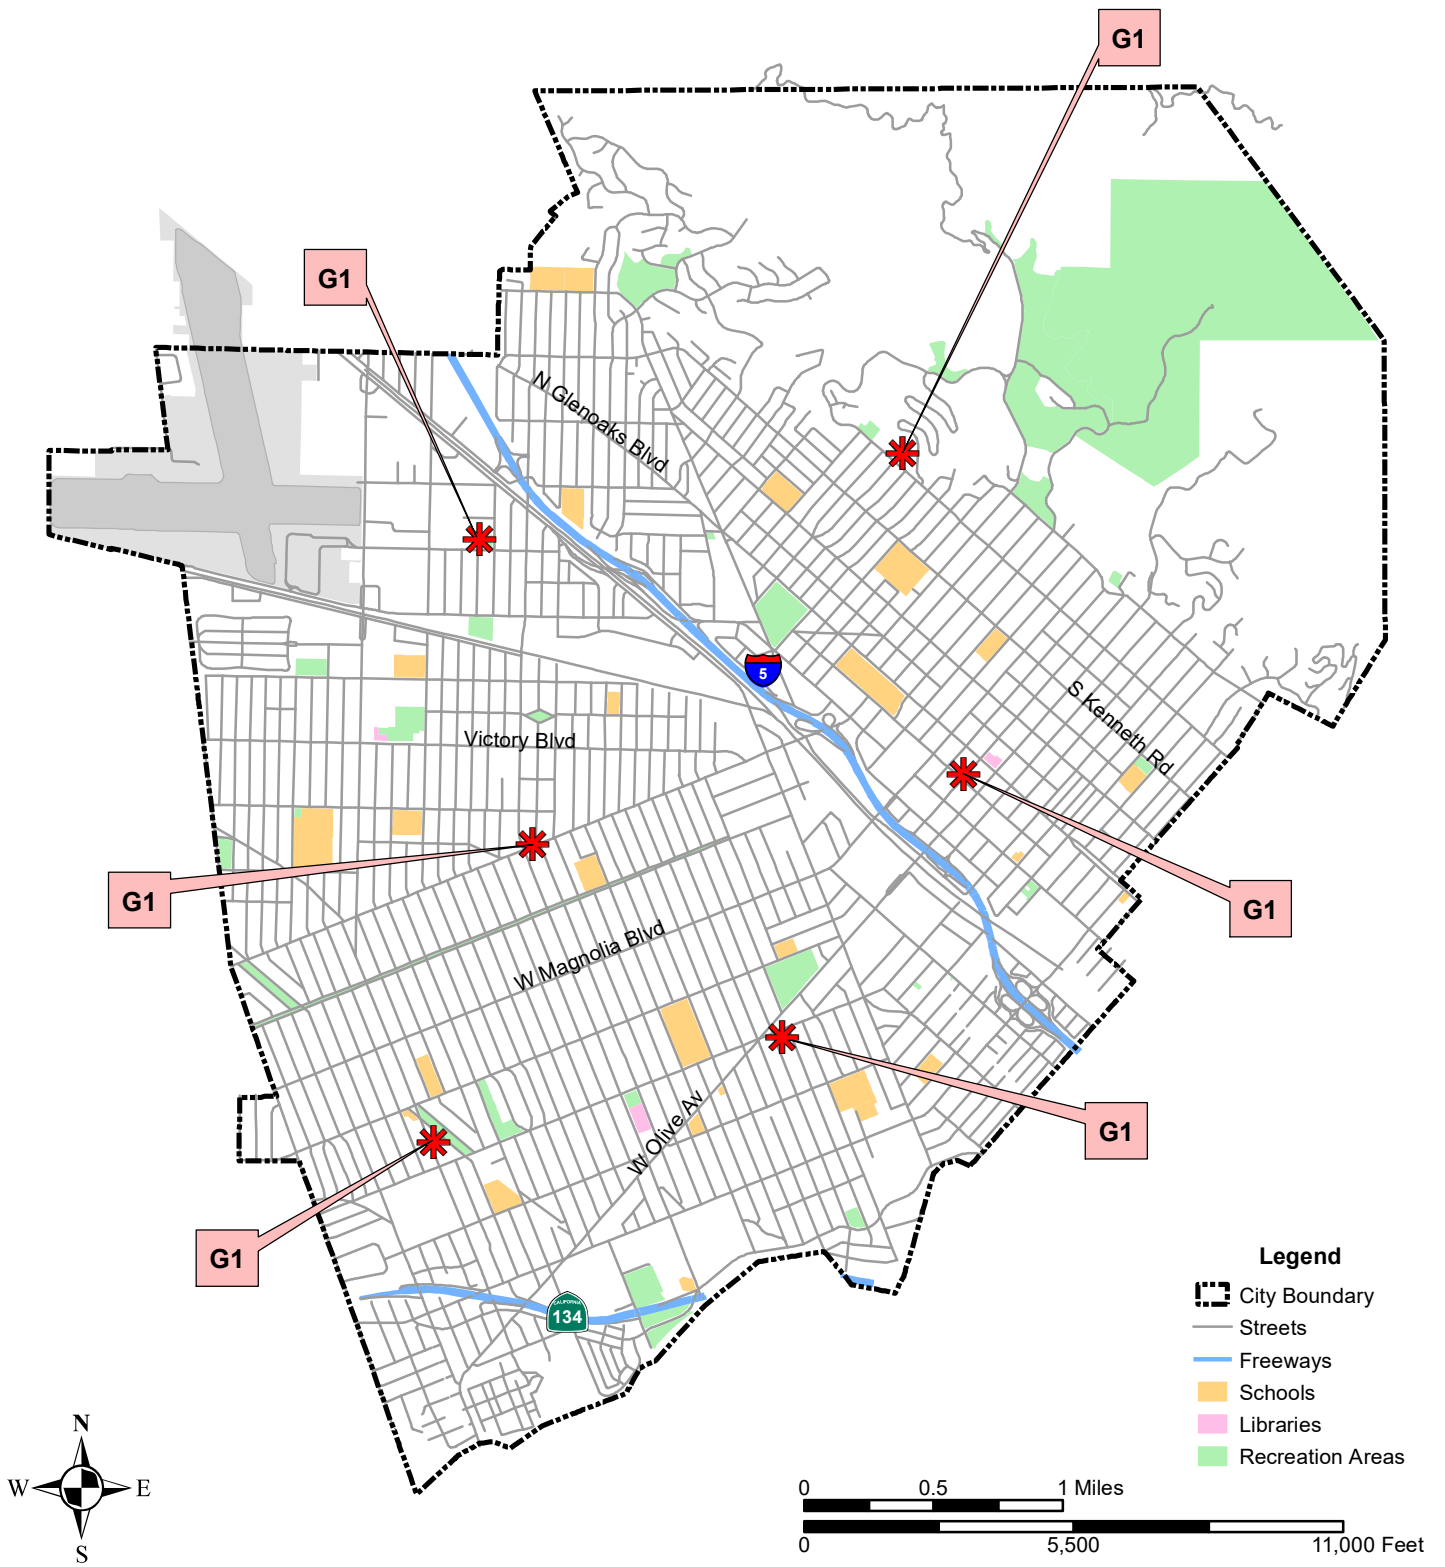 G1
G1
N Glenoaks Blvd
5
S Kenneth Rd
Victory Blvd
G1
G1
W Magnolia Blvd
W Olive Av
G1
G1
CALIFORNIA
134
Legend
City Boundary
Streets
Freeways
Schools
Libraries
Recreation Areas
N
W E
S
0 0.5 1 Miles
0 5,500 11,000 Feet